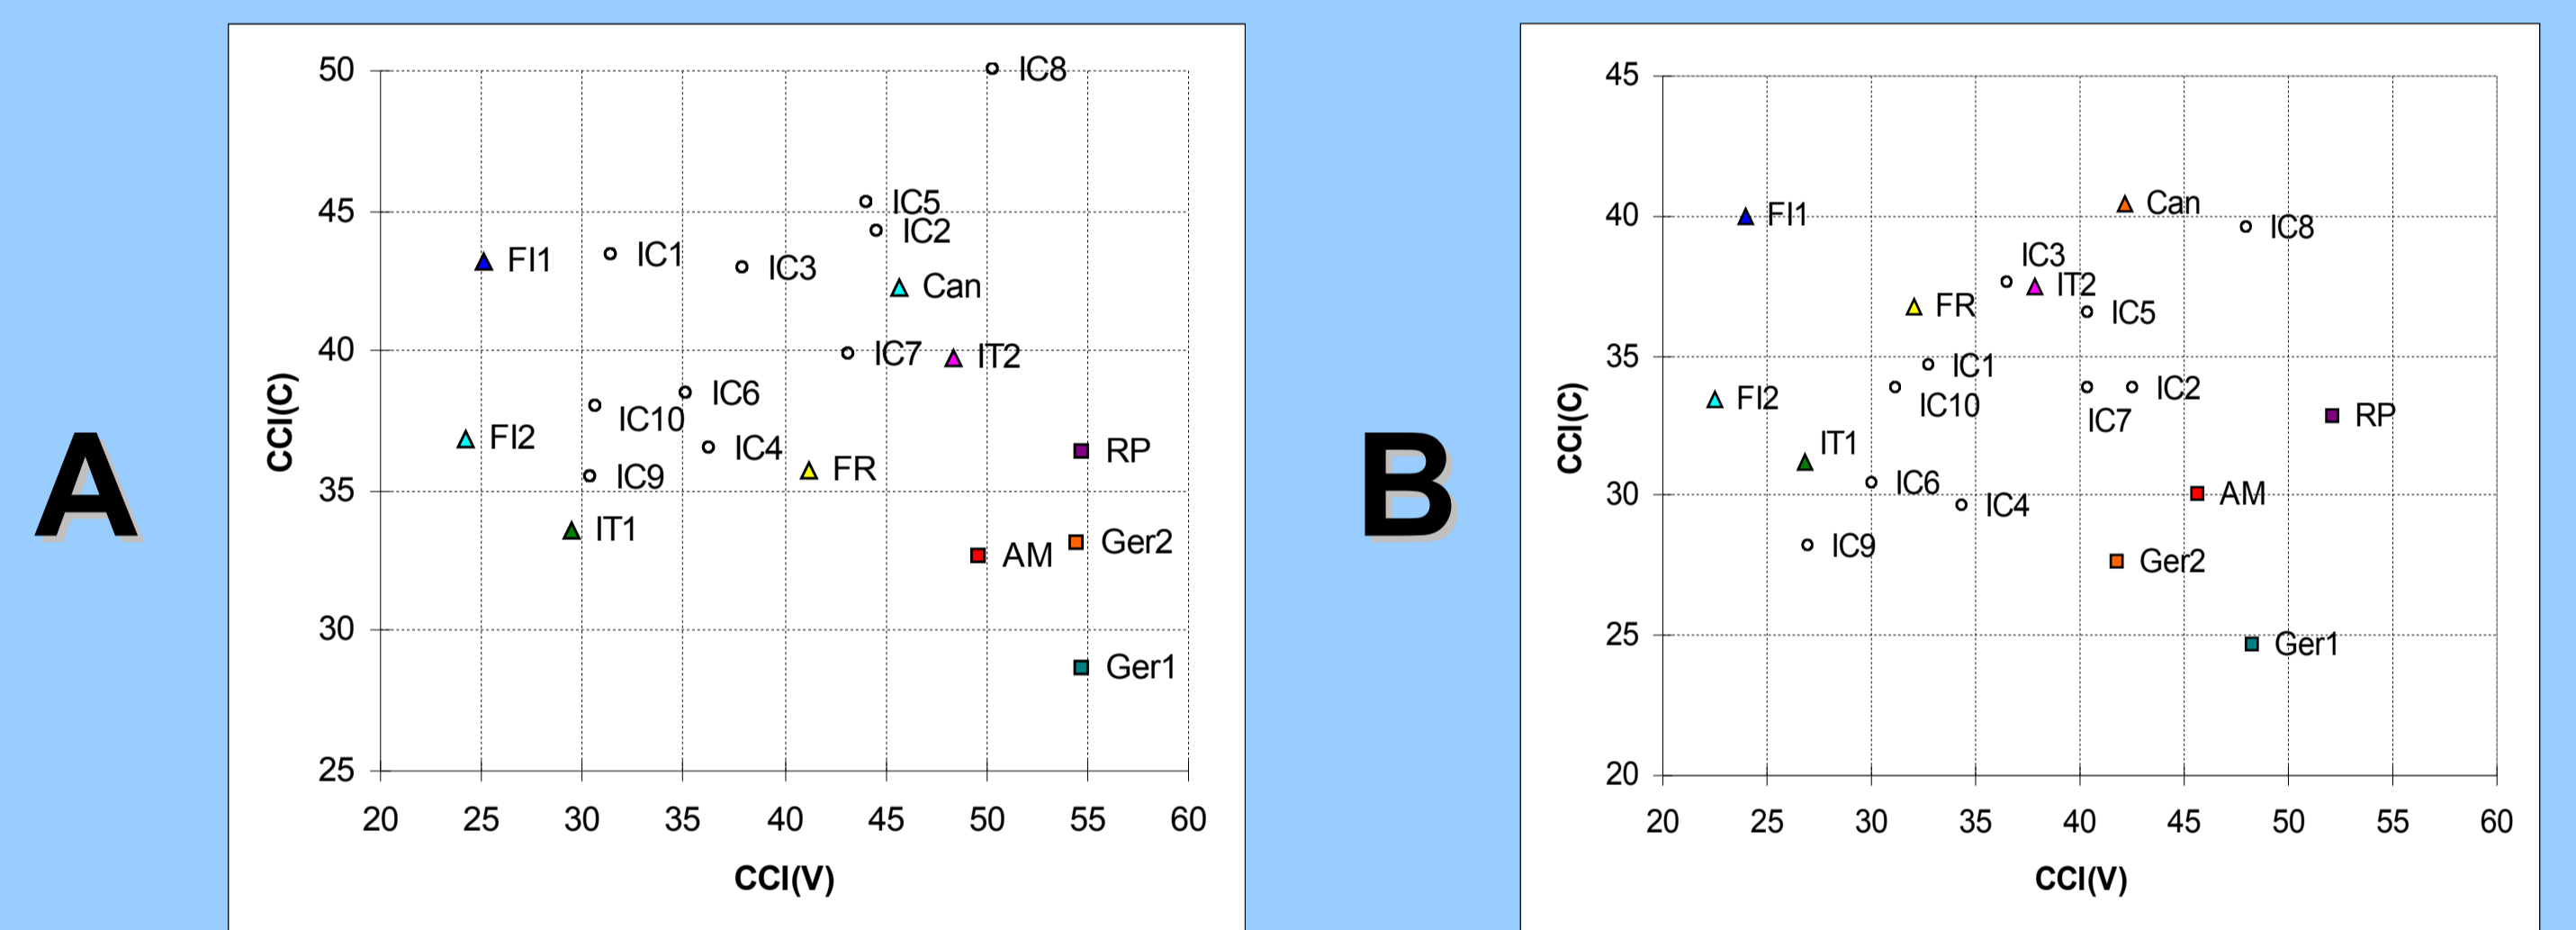 A
50
45
40
35
30
25
CCI(C)
IC8
IC5
IC2
FI1
IC1
IC3
Can
IC7
IT2
IC6
IC10
FI2
IC4
RP
FR
IC9
IT1
Ger2
AM
Ger1
20 25 30 35 40 45 50 55 60
CCI(V)
B
45
40
35
30
25
20
CCI(C)
Can
FI1
IC8
IC3
IT2
FR
IC5
IC1
IC2
FI2
IC10
RP
IC7
IT1
IC6
AM
IC4
IC9
Ger2
Ger1
20 25 30 35 40 45 50 55 60
CCI(V)